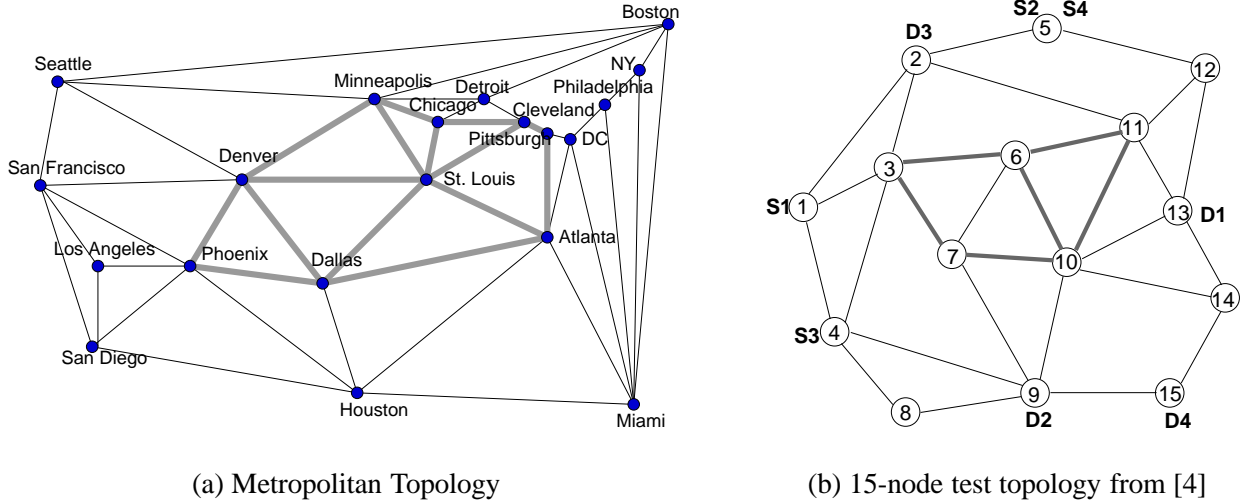 Boston
Seattle
NY
Minneapolis
Detroit
Philadelphia
Chicago
Cleveland
Pittsburgh
DC
San Francisco
Denver
St. Louis
Los Angeles
Phoenix
Dallas
Atlanta
San Diego
Houston
Miami
(a) Metropolitan Topology
S2 S4
5
D3
2
12
11
6
3
S1 1
13 D1
7
10
14
S3 4
9
15
8
D2
D4
(b) 15-node test topology from [4]